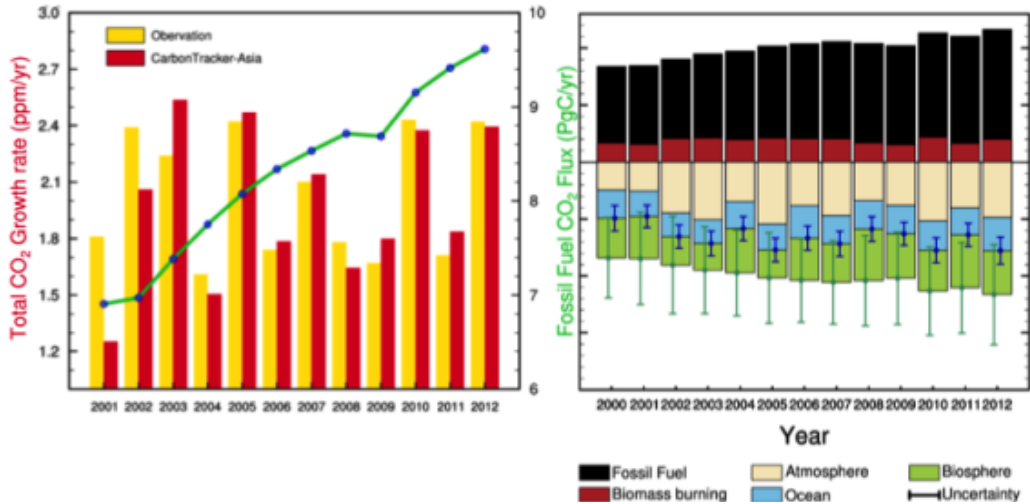 Total CO2 Growth rate (ppm/yr)
3.0
2.7
2.4
2.1
1.8
1.5
1.2
Obervation
CarbonTracker-Asia
10
9
8
7
6
2001 2002 2003 2004 2005 2006 2007 2008 2009 2010 2011 2012
Fossil Fuel CO2 Flux (PgC/yr)
2000 2001 2002 2003 2004 2005 2006 2007 2008 2009 2010 2011 2012
Year
Fossil Fuel Atmosphere Biosphere
Biomass burning Ocean Uncertainty